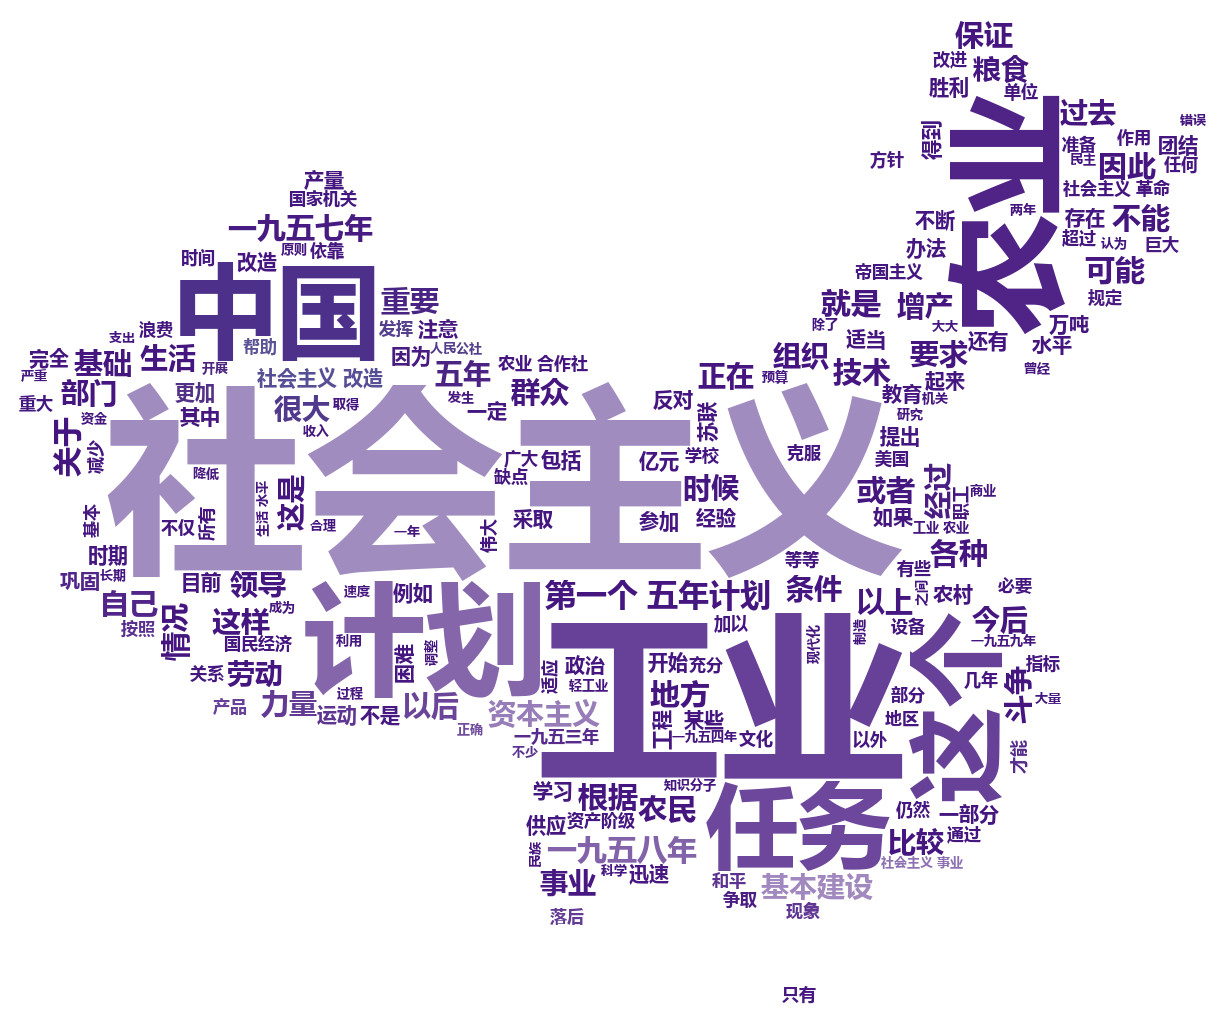 保证
改进
粮食
胜利
单位
过去
错误
得到
农业
准备
作用
团结
方针
民主
因此
任何
社会主义 革命
产量
国家机关
两年
不断
存在
不能
一九五七年
原则
依靠
时间
改造
办法
超过
认为
巨大
帝国主义
可能
中国
重要
就是
增产
规定
发挥
注意
除了
大大
万吨
支出
浪费
帮助
适当
还有
水平
完全
基础
生活
开展
因为
人民公社
农业 合作社
组织
技术
要求
曾经
严重
部门
更加
社会主义 改造
五年
群众
正在
预算
起来
重大
资金
其中
很大
取得
发生
一定
反对
苏联
教育
机关
研究
关于
减少
收入
社会主义
广大
包括
亿元
学校
克服
提出
美国
降低
缺点
时候
经过
职工
商业
基本
不仅
所有
生活 水平
这是
合理
一年
伟大
采取
参加
经验
或者
如果
工业 农业
时期
等等
各种
巩固
长期
目前
领导
速度
例如
第一个 五年计划
条件
有些
之间
农村
必要
自己
按照
情况
这样
成为
国民经济
计划
利用
调整
困难
加以
现代化
制造
以上
设备
今后
一九五九年
关系
劳动
适应
政治
轻工业
开始
充分
工业
这个
指标
几年
产品
力量
过程
运动
不是
以后
资本主义
正确
地方
部分
斗争
大量
一九五三年
不少
工程
某些
一九五四年
文化
以外
地区
才能
学习
根据
知识分子
农民
任务
仍然
一部分
供应
资产阶级
比较
通过
民族
一九五八年
社会主义 事业
事业
科学
迅速
和平
基本建设
争取
落后
现象
只有